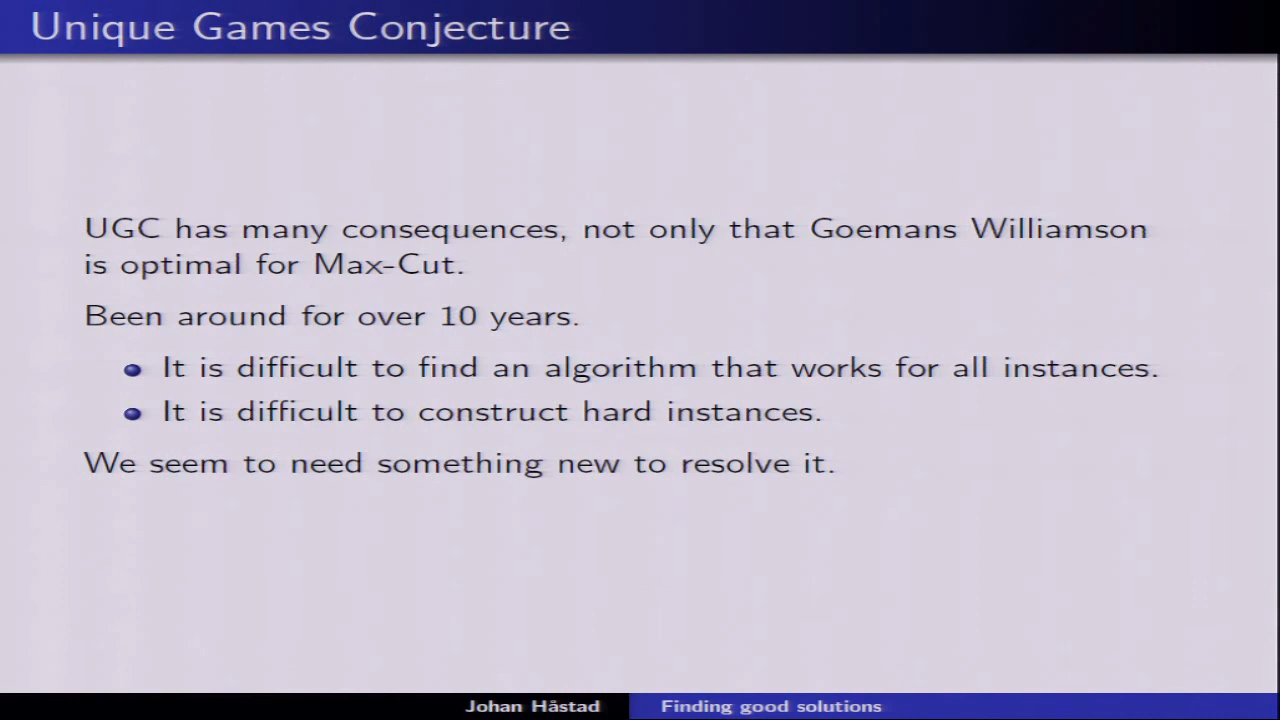 Unique Games Conjecture
UGC has many consequences, not only that Goemans Williamson
is optimal for Max-Cut.
Been around for over 10 years.
It is difficult to find an algorithm that works for all instances.
It is difficult to construct hard instances.
We seem to need something new to resolve it.
Johan Håstad
Finding good solutions